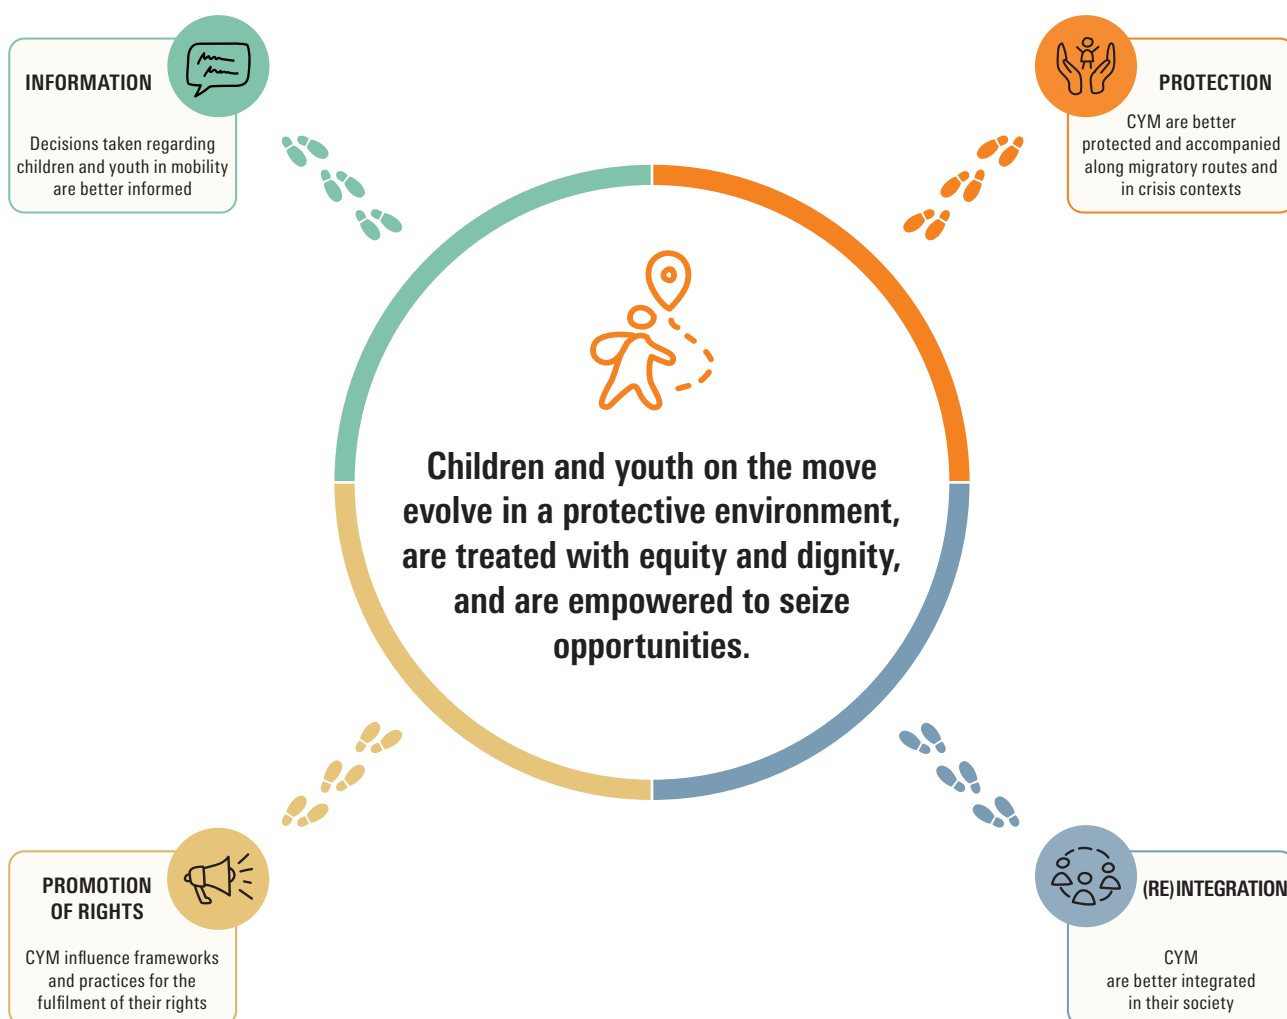 INFORMATION
Decisions taken regarding
children and youth in mobility
are better informed
PROTECTION
CYM are better
protected and accompanied
along migratory routes and
in crisis contexts
Children and youth on the move
evolve in a protective environment,
are treated with equity and dignity,
and are empowered to seize
opportunities.
PROMOTION
OF RIGHTS
CYM influence frameworks
and practices for the
fulfilment of their rights
(RE)INTEGRATION
CYM
are better integrated
in their society